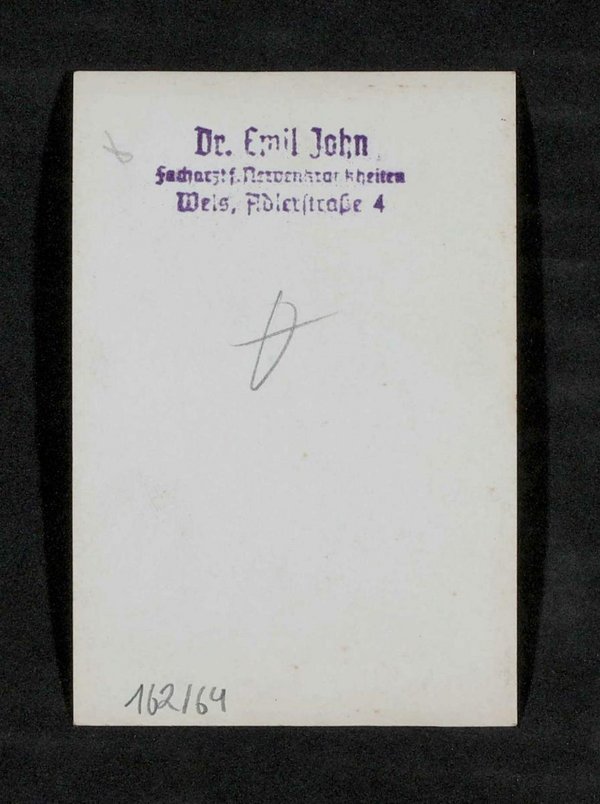 Dr. Emil John
Facharzt f. Nervenkrankheiten
Wels, Adlerstraße 4
162/64